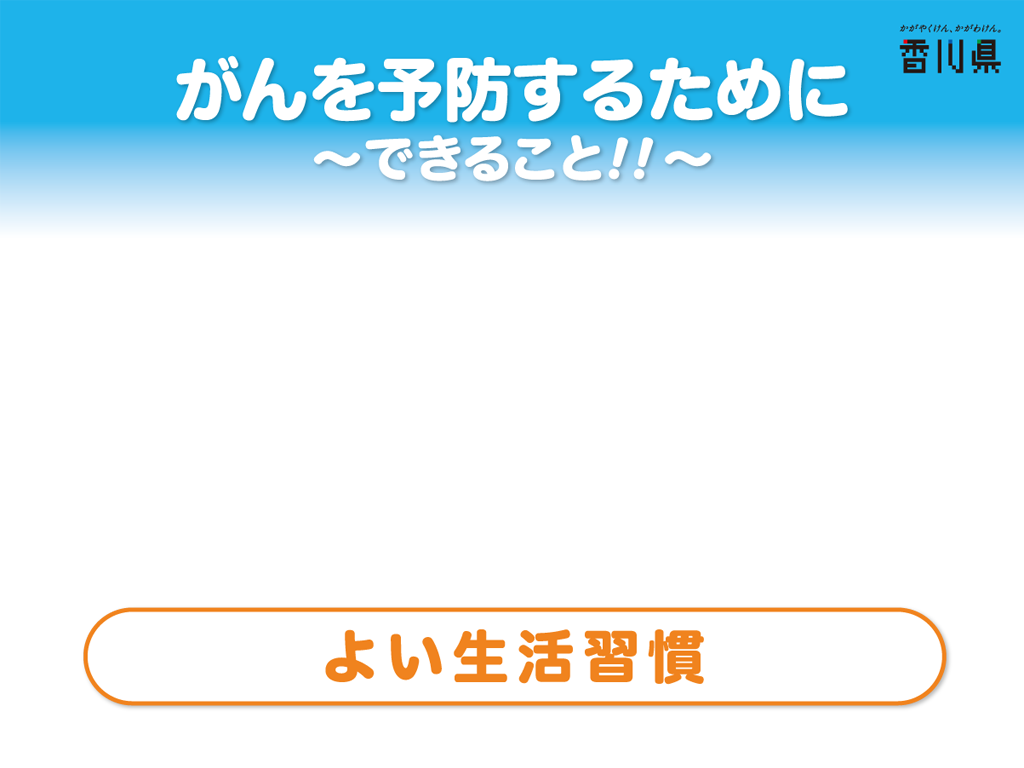 かがやくけん、かがわけん。
香川県
がんを予防するために
～できること!!～
よい生活習慣